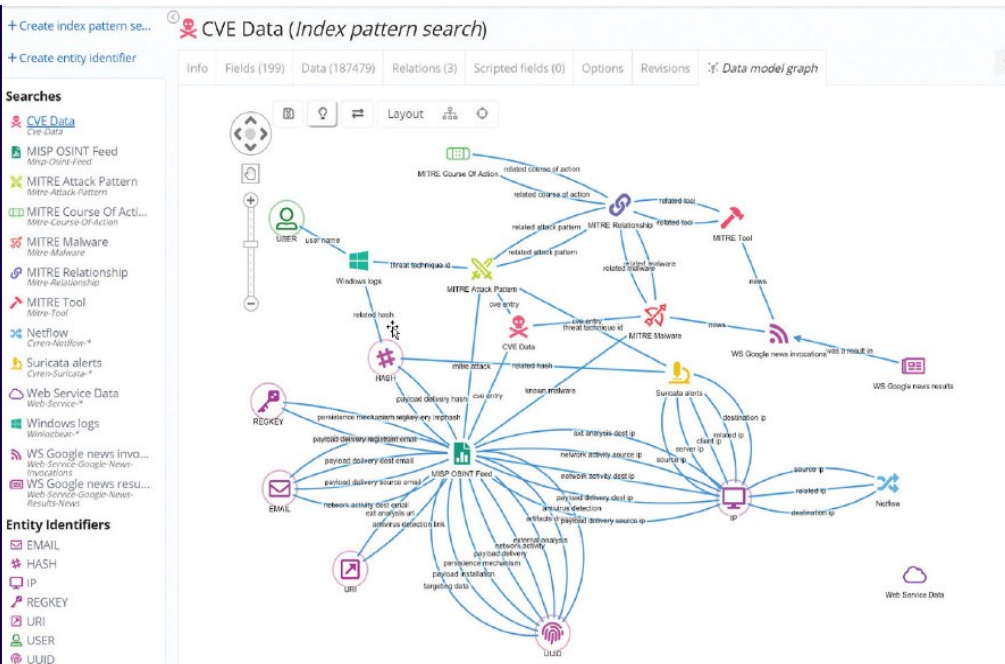 + Create index pattern se...
+ Create entity identifier
Searches
CVE Data
Cve-Data
MISP OSINT Feed
Misp-Osint-Feed
MITRE Attack Pattern
Mitre-Attack-Pattern
MITRE Course Of Acti...
Mitre-Course-Of-Action
MITRE Malware
Mitre-Malware
MITRE Relationship
Mitre-Relationship
MITRE Tool
Mitre-Tool
Netflow
Cyren-Netflow-*
Suricata alerts
Cyren-Suricata-*
Web Service Data
Web-Service-*
Windows logs
Winlogbeat-*
WS Google news invo...
Web-Service-Google-News-
Invocations
WS Google news resu...
Web-Service-Google-News-
Results-News
Entity Identifiers
EMAIL
HASH
IP
REGKEY
URI
USER
UUID
CVE Data (Index pattern search)
Info
Fields (199)
Data (187479)
Relations (3)
Scripted fields (0)
Options
Revisions
Data model graph
Layout
MITRE Course Of Action
related course of action
related course of action
MITRE Relationship
related tool
related tool
MITRE Tool
USER
user name
Windows logs
threat technique id
related attack pattern
related attack pattern
MITRE Attack Pattern
related malware
related malware
news
cve entry
related hash
CVE Data
cve entry
threat technique id
MITRE Malware
news
WS Google news invocations
was a result in
WS Google news results
HASH
mitre attack
related hash
Suricata alerts
known malware
payload delivery hash
cve entry
REGKEY
persistence mechanism regkey
imphash
payload delivery registrant email
payload delivery dest email
payload delivery source email
EMAIL
MISP OSINT Feed
network activity dest email
ext analysis uri
antivirus detection link
URI
ext analysis dest ip
network activity source ip
network activity dest ip
payload delivery dest ip
antivirus detection
payload delivery source ip
destination ip
related ip
client ip
server ip
source ip
IP
source ip
related ip
destination ip
Netflow
external analysis
network activity
payload delivery
persistence mechanism
payload installation
targeting data
UUID
Web Service Data